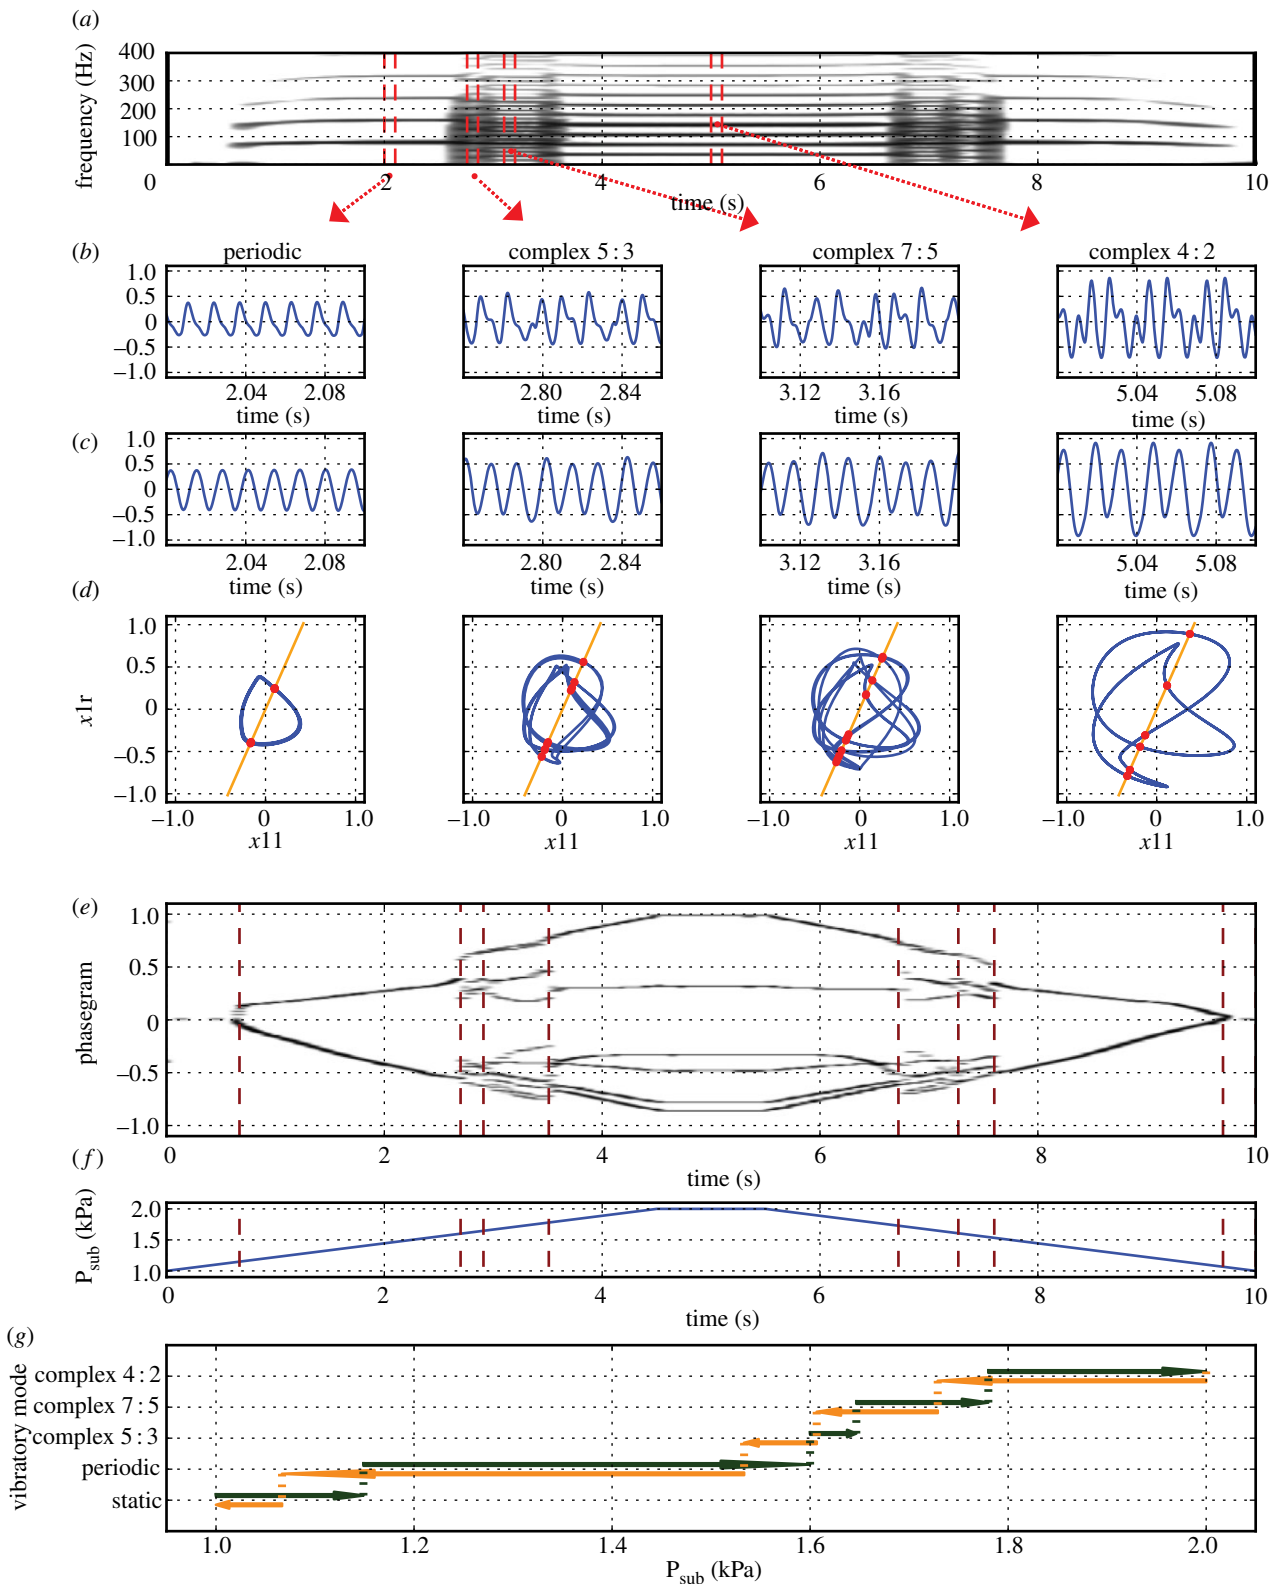 (a)
frequency (Hz)
400
300
200
100
0 2 4 6 8 10
time (s)
(b)
periodic complex 5 : 3 complex 7 : 5 complex 4 : 2
1.0
0.5
0
−0.5
−1.0
2.04 2.08 2.80 2.84 3.12 3.16 5.04 5.08
time (s) time (s) time (s) time (s)
(c)
1.0
0.5
0
−0.5
−1.0
2.04 2.08 2.80 2.84 3.12 3.16 5.04 5.08
time (s) time (s) time (s) time (s)
(d)
x1r
1.0
0.5
0
−0.5
−1.0
−1.0 0 1.0 −1.0 0 1.0 −1.0 0 1.0 −1.0 0 1.0
x11 x11 x11 x11
(e)
phasegram
1.0
0.5
0
−0.5
−1.0
0 2 4 6 8 10
time (s)
(f)
Psub (kPa)
2.0
1.5
1.0
0 2 4 6 8 10
time (s)
(g)
vibratory mode
complex 4 : 2
complex 7 : 5
complex 5 : 3
periodic
static
1.0 1.2 1.4 1.6 1.8 2.0
Psub (kPa)